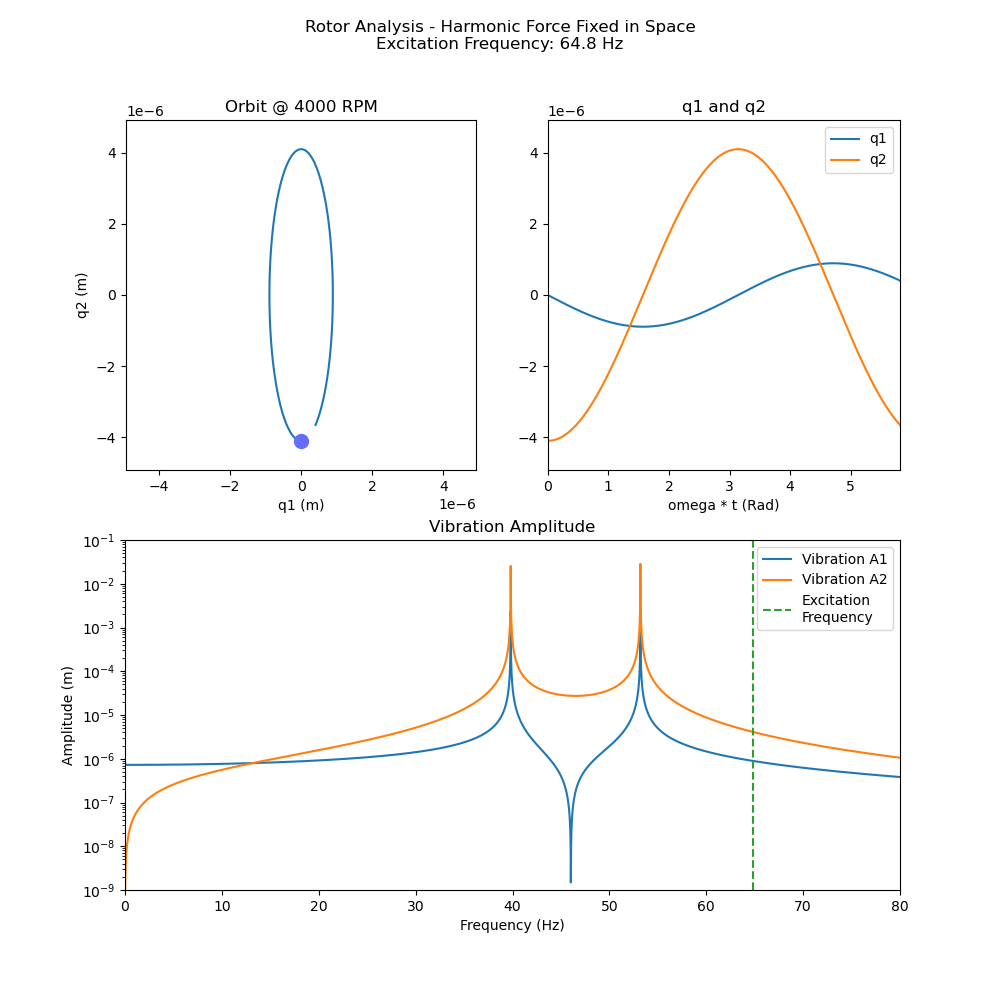 Rotor Analysis - Harmonic Force Fixed in Space
Excitation Frequency: 64.8 Hz
Orbit @ 4000 RPM
1e−6
4
2
0
−2
−4
q2 (m)
−4
−2
0
2
4
q1 (m)
1e−6
q1 and q2
1e−6
q1
q2
4
2
0
−2
−4
0
1
2
3
4
5
omega * t (Rad)
Vibration Amplitude
Vibration A1
Vibration A2
Excitation
Frequency
10⁻¹
10⁻²
10⁻³
10⁻⁴
10⁻⁵
10⁻⁶
10⁻⁷
10⁻⁸
10⁻⁹
Amplitude (m)
0
10
20
30
40
50
60
70
80
Frequency (Hz)